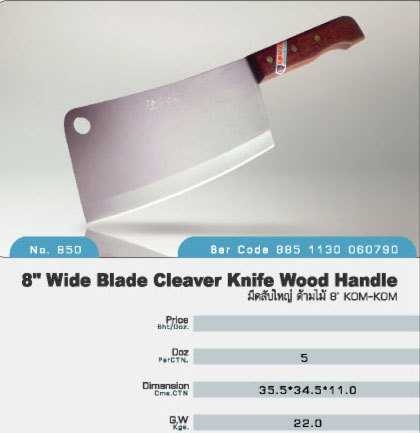 No. 850
Bar Code 885 1130 060790
8" Wide Blade Cleaver Knife Wood Handle
มีดสับใหญ่ ด้ามไม้ 8" KOM-KOM
Price
Bht/Doz.
Doz
PerCTN.
5
Dimension
Cms.CTN
35.5*34.5*11.0
G.W
Kgs.
22.0